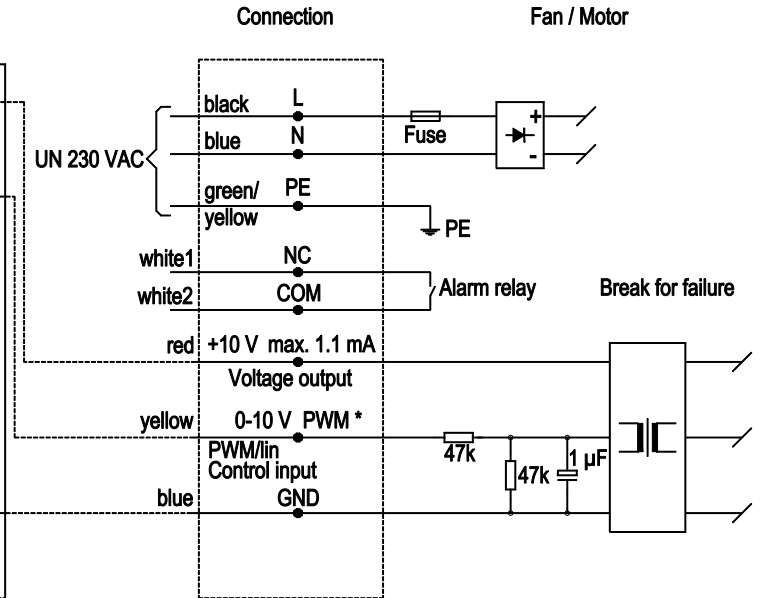 Connection
Fan / Motor
black
L
blue
N
Fuse
+
-
UN 230 VAC
green/
yellow
PE
PE
white1
NC
white2
COM
Alarm relay
Break for failure
red
+10 V max. 1.1 mA
Voltage output
yellow
0-10 V PWM *
PWM/lin
Control input
47k
47k
1 µF
blue
GND